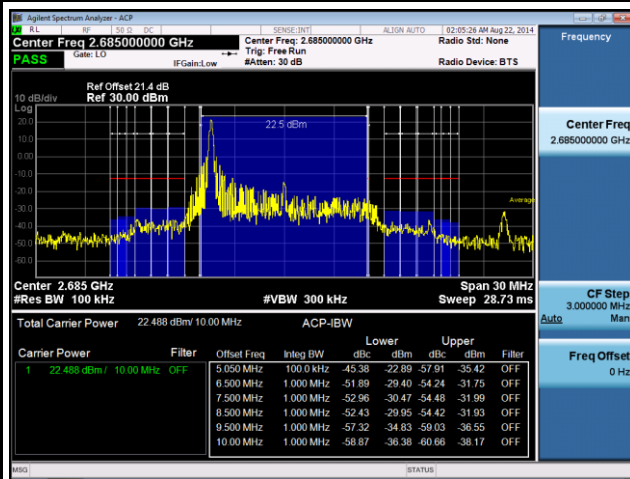 Agilent Spectrum Analyzer - ACP
RL RF 50 Ω DC SENSE:INT ALIGN AUTO 02:05:26 AM Aug 22, 2014
Center Freq 2.685000000 GHz
Center Freq: 2.685000000 GHz
Radio Std: None
Frequency
PASS
Gate: LO
IFGain:Low
Trig: Free Run
#Atten: 30 dB
Radio Device: BTS
Ref Offset 21.4 dB
10 dB/div Ref 30.00 dBm
Log
20.0
10.0
0.00
-10.0
-20.0
-30.0
-40.0
-50.0
-60.0
22.5 dBm
Average
Center Freq
2.685000000 GHz
Center 2.685 GHz
Span 30 MHz
#Res BW 100 kHz
#VBW 300 kHz
Sweep 28.73 ms
CF Step
3.000000 MHz
Auto Man
Total Carrier Power 22.488 dBm/ 10.00 MHz
ACP-IBW
Lower Upper
Carrier Power Filter
Offset Freq Integ BW dBc dBm dBc dBm Filter
1 22.488 dBm / 10.00 MHz OFF
5.050 MHz 100.0 kHz -45.38 -22.89 -57.91 -35.42 OFF
6.500 MHz 1.000 MHz -51.89 -29.40 -54.24 -31.75 OFF
7.500 MHz 1.000 MHz -52.96 -30.47 -54.48 -31.99 OFF
8.500 MHz 1.000 MHz -52.43 -29.95 -54.42 -31.93 OFF
9.500 MHz 1.000 MHz -57.32 -34.83 -59.03 -36.55 OFF
10.00 MHz 1.000 MHz -58.87 -36.38 -60.66 -38.17 OFF
Freq Offset
0 Hz
MSG STATUS